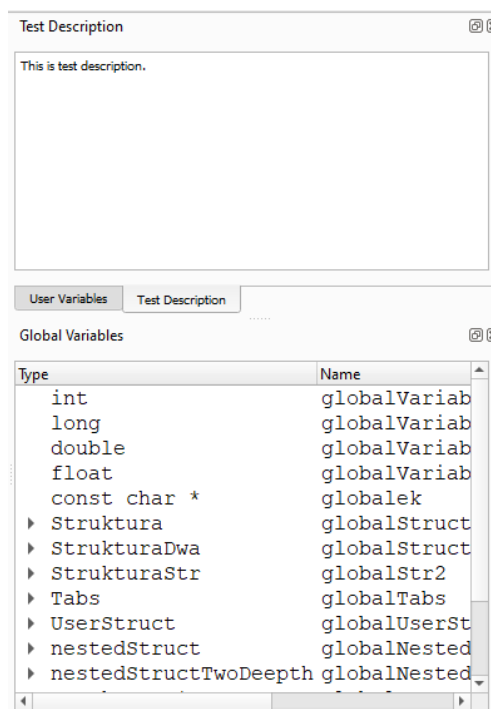 Test Description
This is test description.
User Variables Test Description
Global Variables
Type Name
int globalVariab
long globalVariab
double globalVariab
float globalVariab
const char * globalek
Struktura globalStruct
StrukturaDwa globalStruct
StrukturaStr globalStr2
Tabs globalTabs
UserStruct globalUserSt
nestedStruct globalNested
nestedStructTwoDeepth globalNested